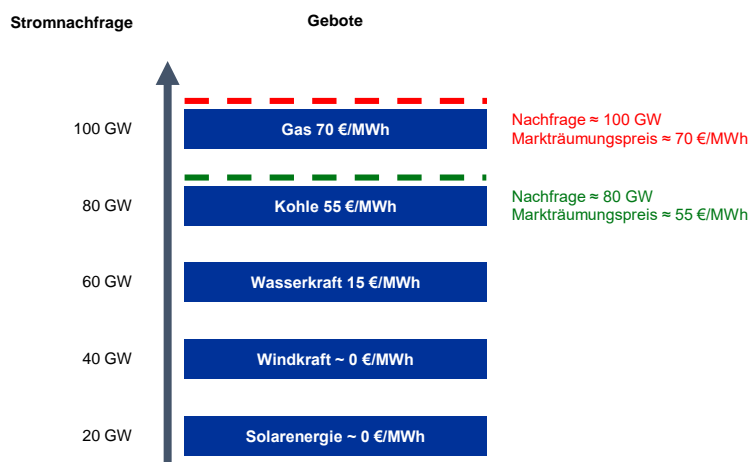 Stromnachfrage
Gebote
100 GW
Gas 70 €/MWh
Nachfrage ≈ 100 GW
Markträumungspreis ≈ 70 €/MWh
80 GW
Kohle 55 €/MWh
Nachfrage ≈ 80 GW
Markträumungspreis ≈ 55 €/MWh
60 GW
Wasserkraft 15 €/MWh
40 GW
Windkraft ~ 0 €/MWh
20 GW
Solarenergie ~ 0 €/MWh